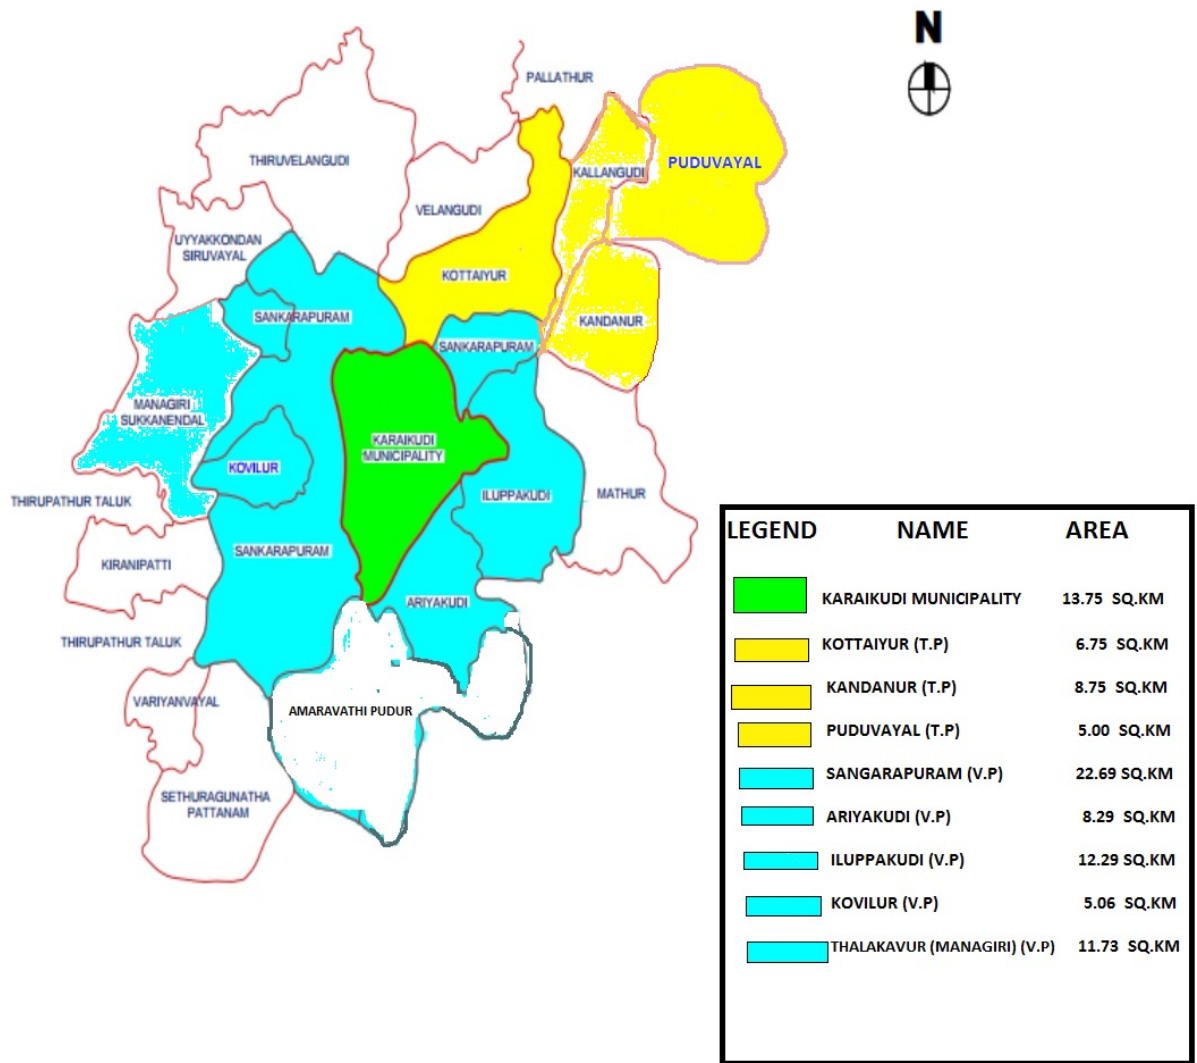 N
PALLATHUR
THIRUVELANGUDI
PUDUVAYAL
KALLANGUDI
VELANGUDI
UYYAKKONDAN
SIRUVAYAL
KOTTAIYUR
SANKARAPURAM
KANDANUR
SANKARAPURAM
MANAGIRI
SUKKANENDAL
KARAIKUDI
MUNICIPALITY
KOVILUR
ILUPPAKUDI
MATHUR
THIRUPATHUR TALUK
SANKARAPURAM
KIRANIPATTI
ARIYAKUDI
THIRUPATHUR TALUK
VARIYANVAYAL
AMARAVATHI PUDUR
SETHURAGUNATHA
PATTANAM
LEGEND NAME AREA
KARAIKUDI MUNICIPALITY 13.75 SQ.KM
KOTTAIYUR (T.P) 6.75 SQ.KM
KANDANUR (T.P) 8.75 SQ.KM
PUDUVAYAL (T.P) 5.00 SQ.KM
SANGARAPURAM (V.P) 22.69 SQ.KM
ARIYAKUDI (V.P) 8.29 SQ.KM
ILUPPAKUDI (V.P) 12.29 SQ.KM
KOVILUR (V.P) 5.06 SQ.KM
THALAKAVUR (MANAGIRI) (V.P) 11.73 SQ.KM